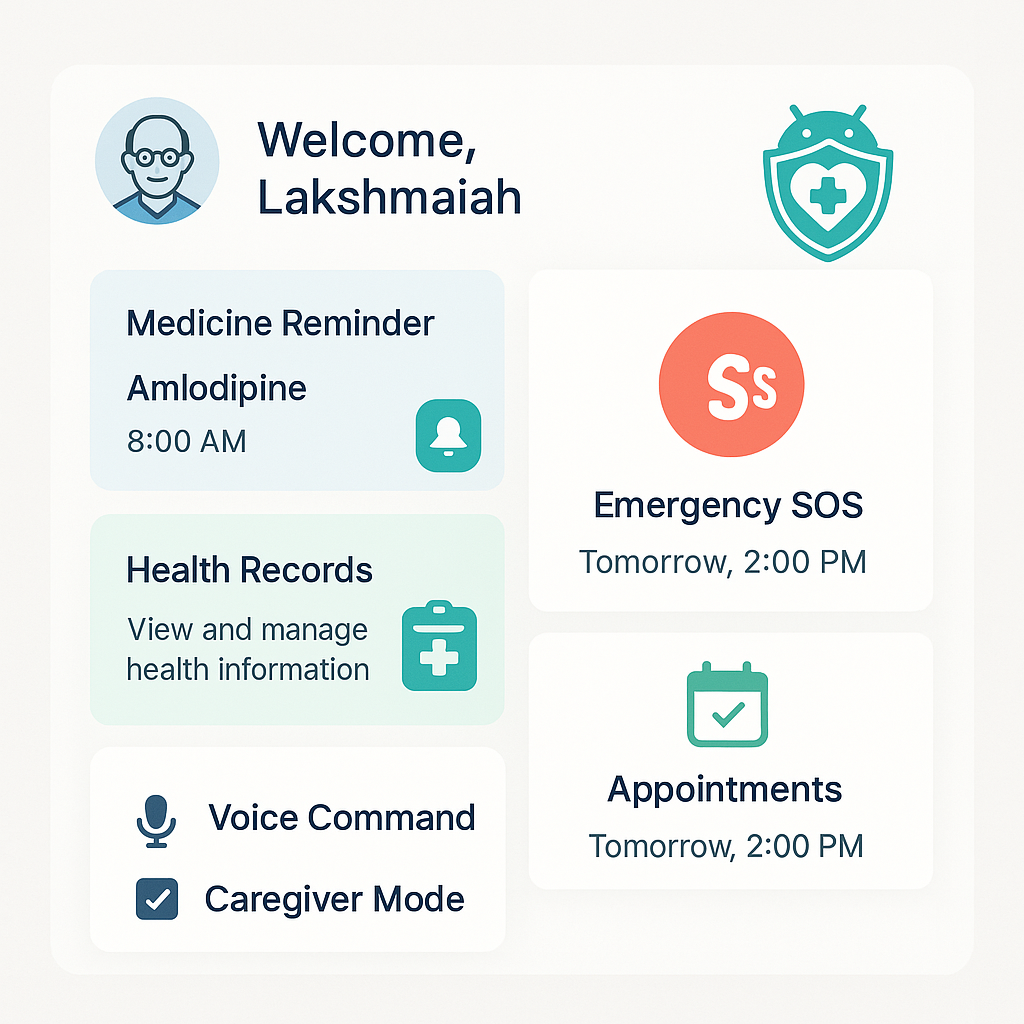 Welcome,
Lakshmaiah
Medicine Reminder
Amlodipine
8:00 AM
Health Records
View and manage
health information
Voice Command
Caregiver Mode
Ss
Emergency SOS
Tomorrow, 2:00 PM
Appointments
Tomorrow, 2:00 PM